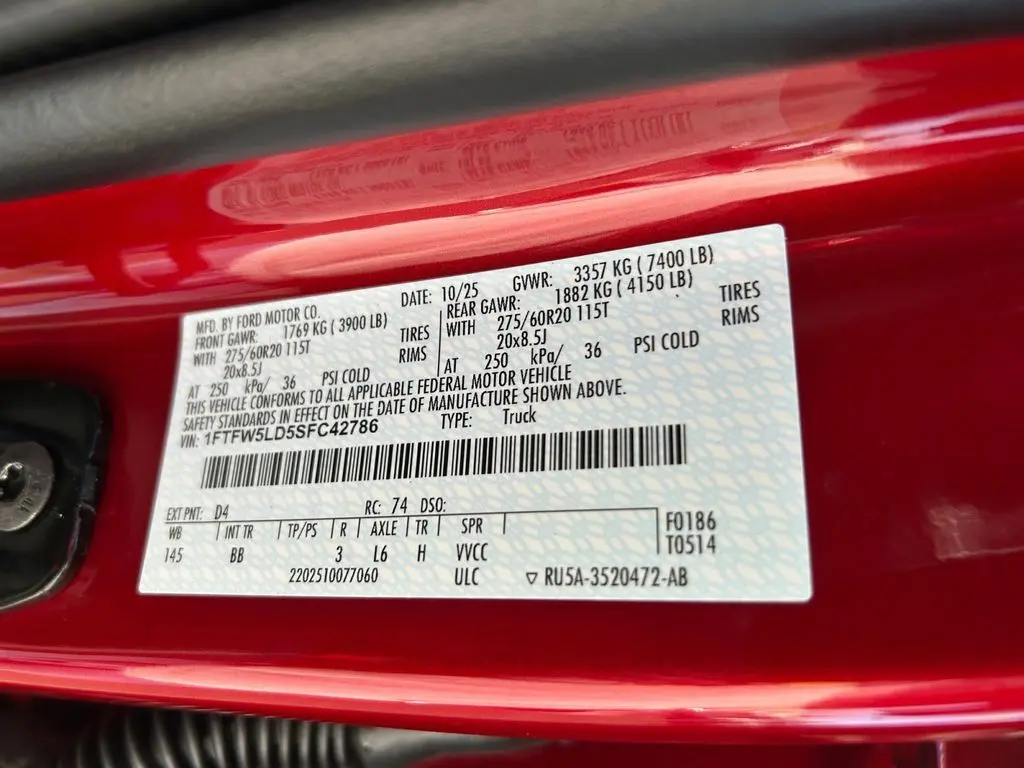 MFD. BY FORD MOTOR CO. DATE: 10/25 GVWR: 3357 KG ( 7400 LB)
FRONT GAWR: 1769 KG ( 3900 LB) REAR GAWR: 1882 KG ( 4150 LB)
WITH 275/60R20 115T TIRES WITH 275/60R20 115T TIRES
20x8.5J RIMS 20x8.5J RIMS
AT 250 kPa/ 36 PSI COLD AT 250 kPa/ 36 PSI COLD
THIS VEHICLE CONFORMS TO ALL APPLICABLE FEDERAL MOTOR VEHICLE
SAFETY STANDARDS IN EFFECT ON THE DATE OF MANUFACTURE SHOWN ABOVE.
VIN: 1FTFW5LD5SFC42786 TYPE: Truck
EXT PNT: D4 RC: 74 DSO:
WB INT TR TP/PS R AXLE TR SPR F0186
145 BB 3 L6 H VVCC T0514
2202510077060 ULC ▽ RU5A-3520472-AB